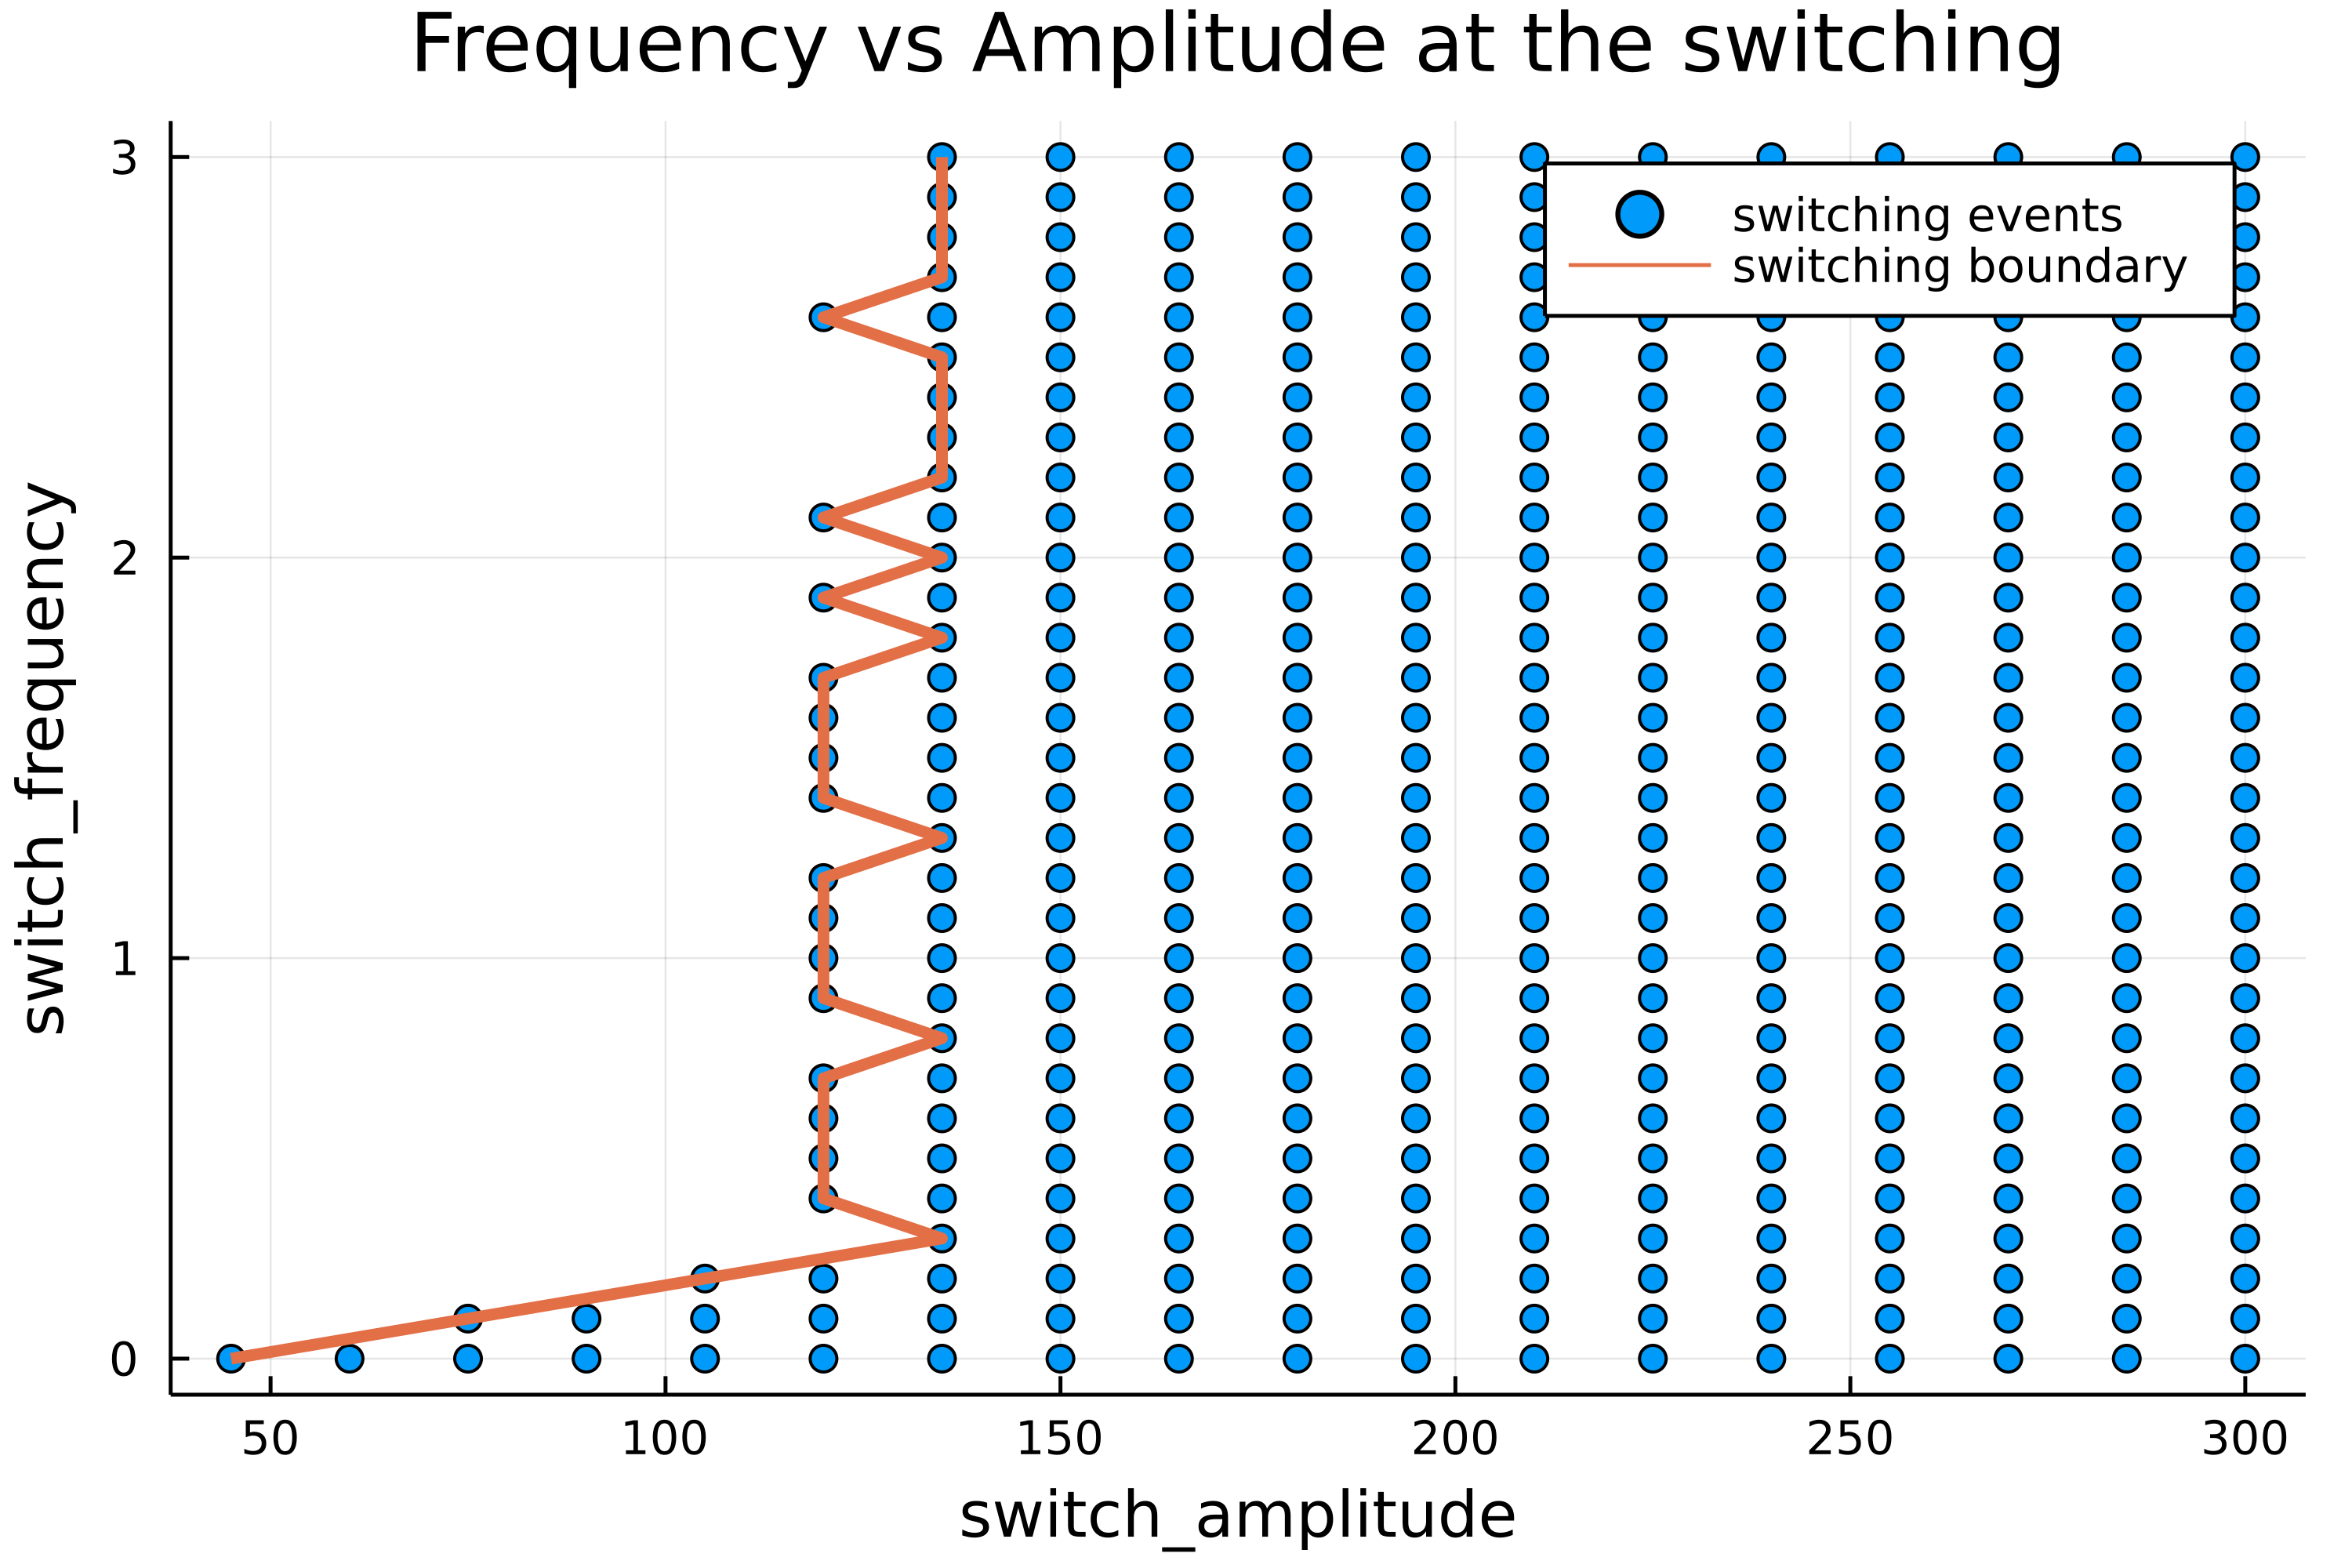 Frequency vs Amplitude at the switching
switching events
switching boundary
switch_frequency
3
2
1
0
50 100 150 200 250 300
switch_amplitude